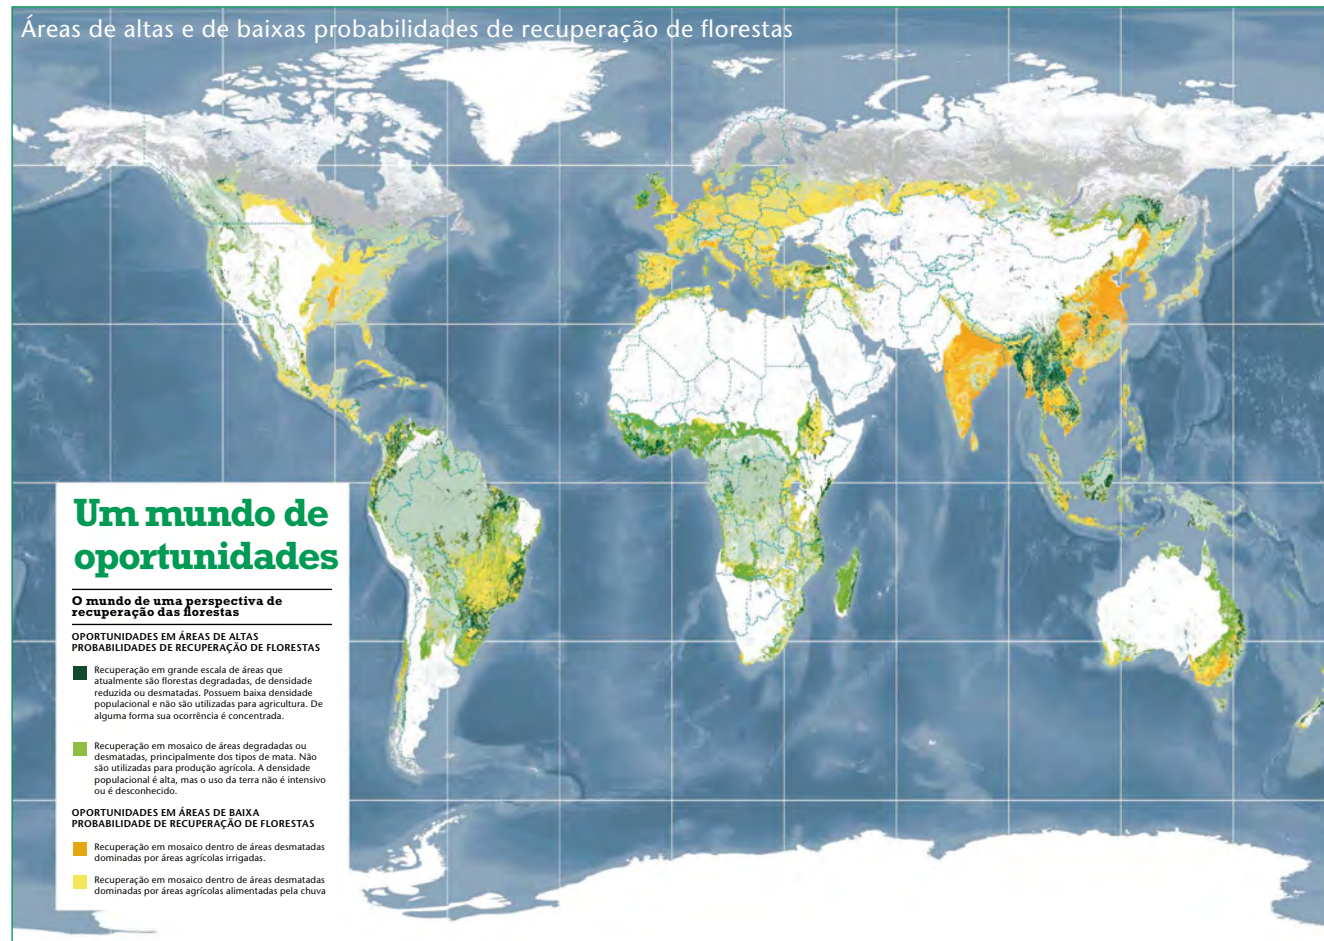 Áreas de altas e de baixas probabilidades de recuperação de florestas
Um mundo de
oportunidades
O mundo de uma perspectiva de
recuperação das florestas
OPORTUNIDADES EM ÁREAS DE ALTAS
PROBABILIDADES DE RECUPERAÇÃO DE FLORESTAS
Recuperação em grande escala de áreas que
atualmente são florestas degradadas, de densidade
reduzida ou desmatadas. Possuem baixa densidade
populacional e não são utilizadas para agricultura. De
alguma forma sua ocorrência é concentrada.
Recuperação em mosaico de áreas degradadas ou
desmatadas, principalmente dos tipos de mata. Não
são utilizadas para produção agrícola. A densidade
populacional é alta, mas o uso da terra não é intensivo
ou é desconhecido.
OPORTUNIDADES EM ÁREAS DE BAIXA
PROBABILIDADE DE RECUPERAÇÃO DE FLORESTAS
Recuperação em mosaico dentro de áreas desmatadas
dominadas por áreas agrícolas irrigadas.
Recuperação em mosaico dentro de áreas desmatadas
dominadas por áreas agrícolas alimentadas pela chuva